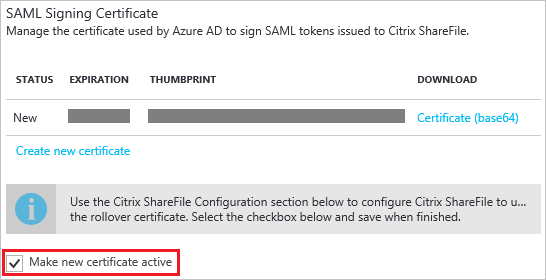 SAML Signing Certificate
Manage the certificate used by Azure AD to sign SAML tokens issued to Citrix ShareFile.
STATUS EXPIRATION THUMBPRINT DOWNLOAD
New Certificate (base64)
Create new certificate
Use the Citrix ShareFile Configuration section below to configure Citrix ShareFile to u...
the rollover certificate. Select the checkbox below and save when finished.
Make new certificate active